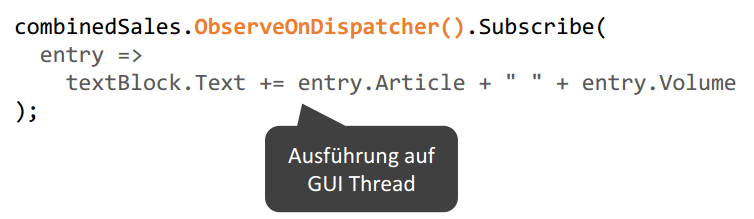 combinedSales.ObserveOnDispatcher().Subscribe(
entry =>
textBlock.Text += entry.Article + " " + entry.Volume
);
Ausführung auf
GUI Thread